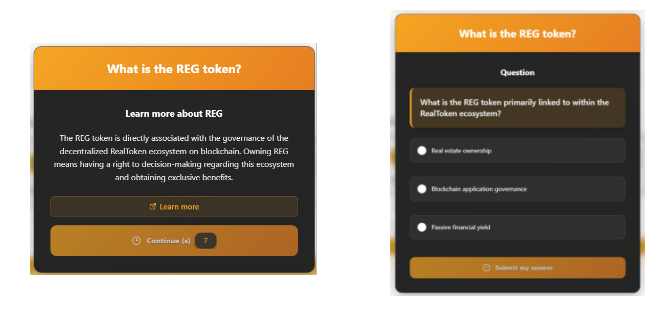 What is the REG token?
Learn more about REG
The REG token is directly associated with the governance of the
decentralized RealToken ecosystem on blockchain. Owning REG
means having a right to decision-making regarding this ecosystem
and obtaining exclusive benefits.
Learn more
Continue (s) 7
What is the REG token?
Question
What is the REG token primarily linked to within the
RealToken ecosystem?
Real estate ownership
Blockchain application governance
Passive financial yield
Submit my answer